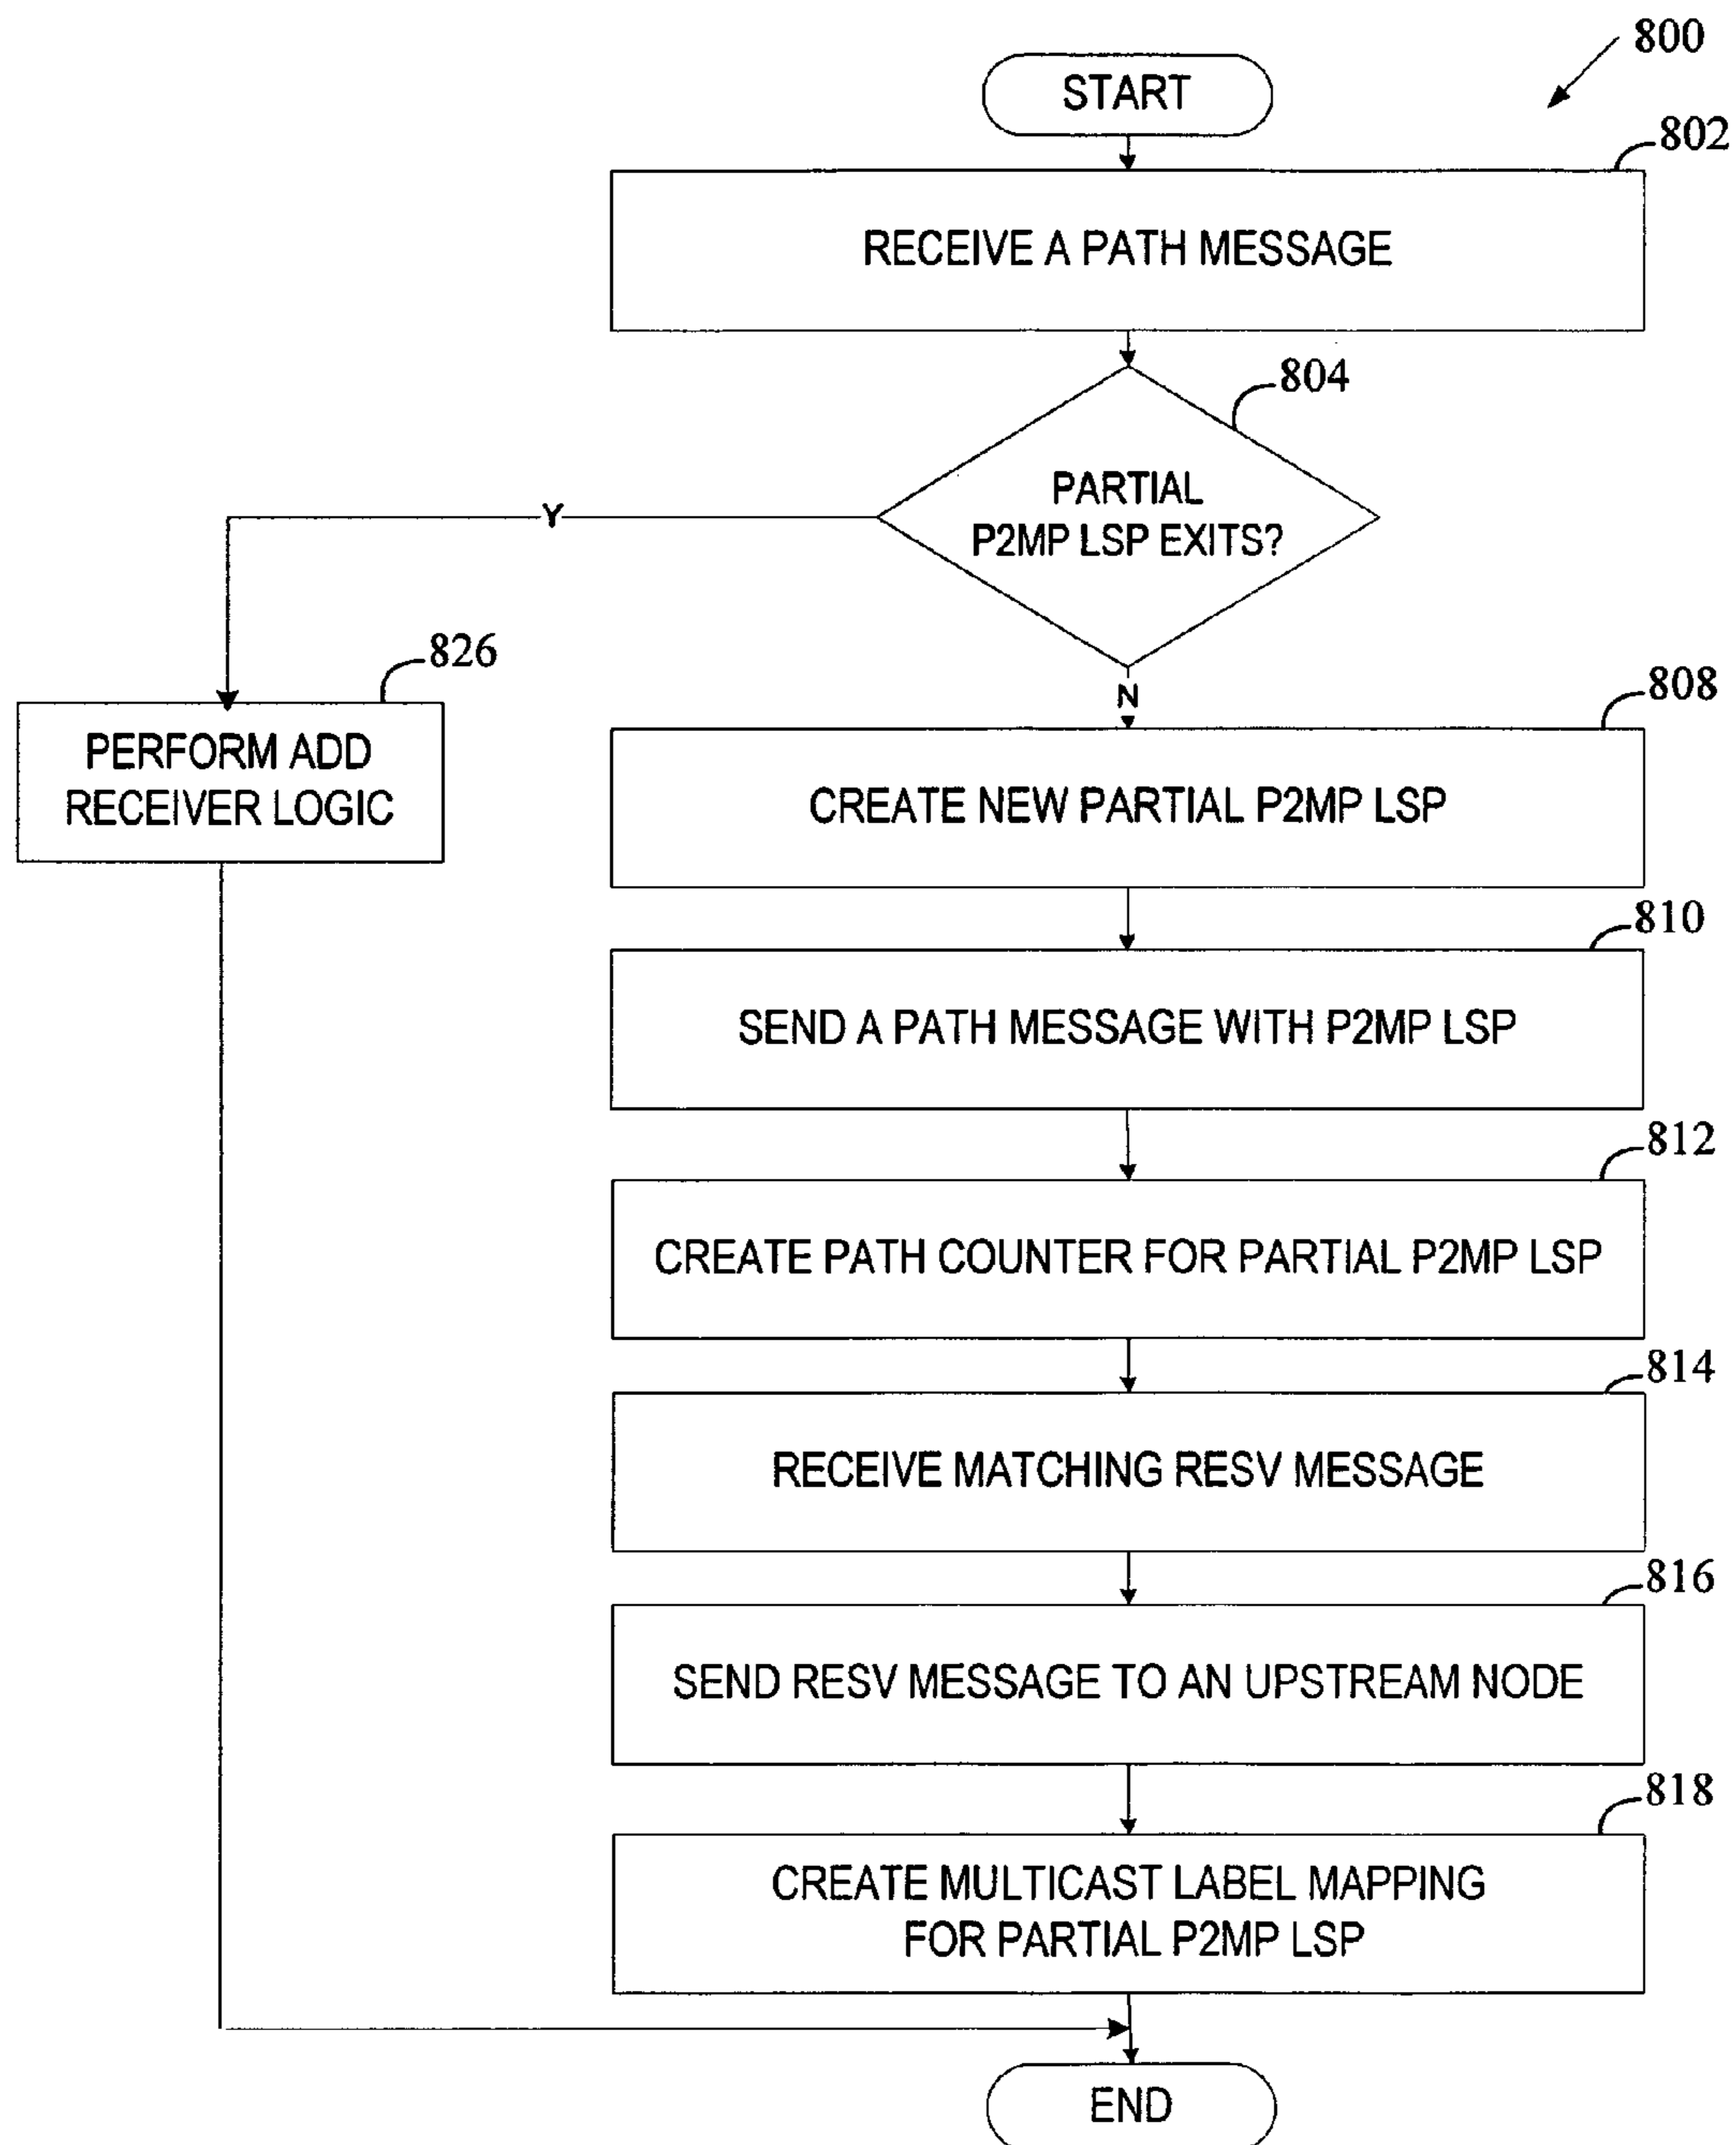 800
START
802
RECEIVE A PATH MESSAGE
804
PARTIAL
P2MP LSP EXITS?
Y
N
826
PERFORM ADD
RECEIVER LOGIC
808
CREATE NEW PARTIAL P2MP LSP
810
SEND A PATH MESSAGE WITH P2MP LSP
812
CREATE PATH COUNTER FOR PARTIAL P2MP LSP
814
RECEIVE MATCHING RESV MESSAGE
816
SEND RESV MESSAGE TO AN UPSTREAM NODE
818
CREATE MULTICAST LABEL MAPPING
FOR PARTIAL P2MP LSP
END